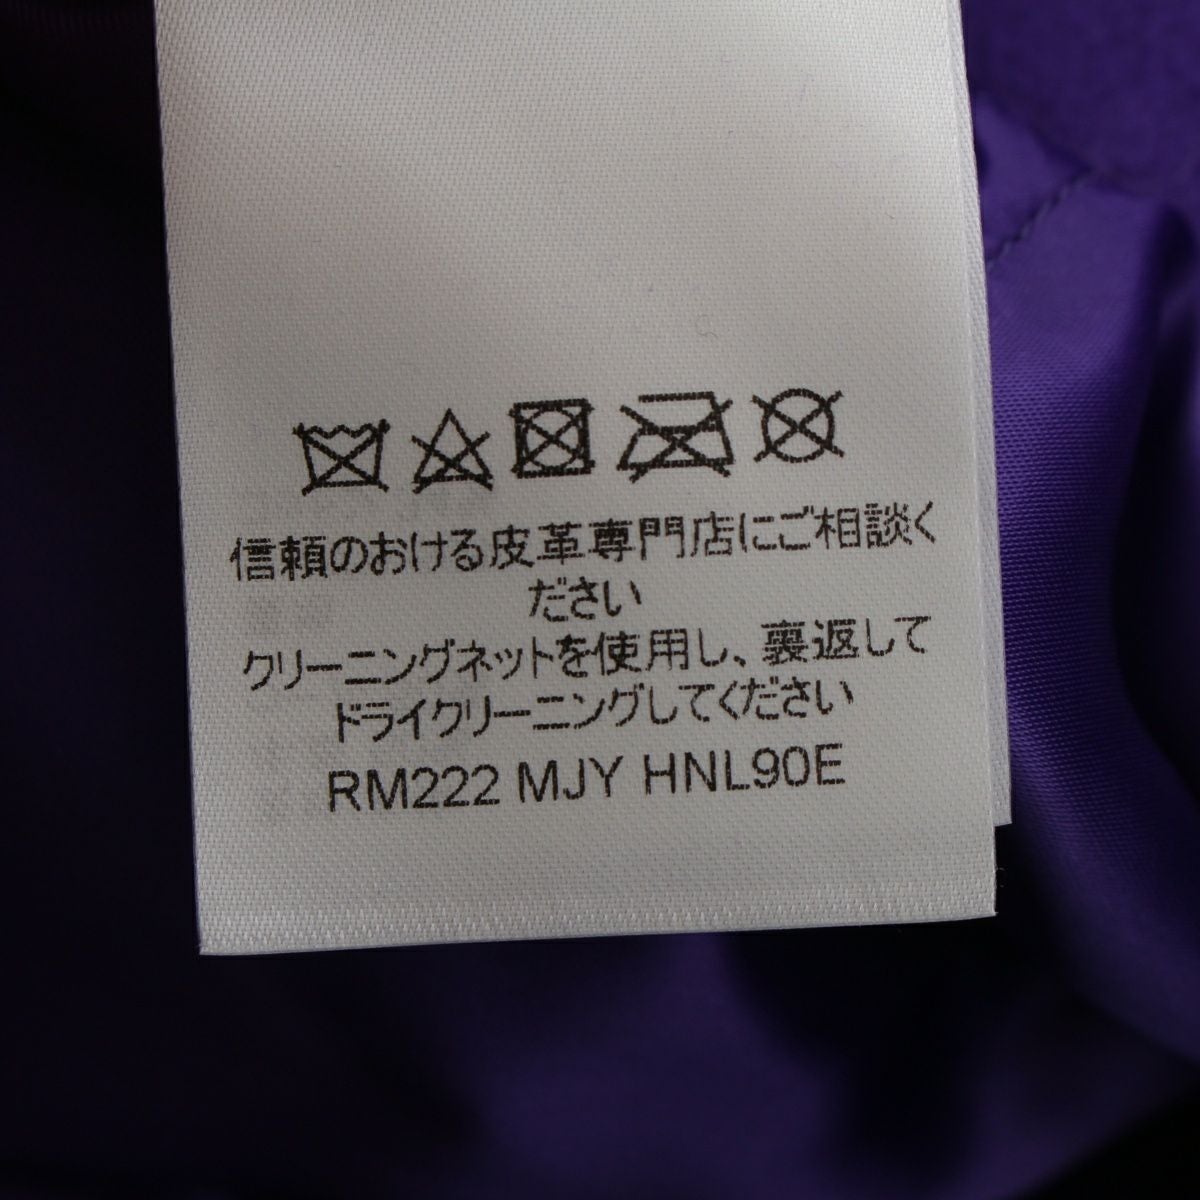 信頼のおける皮革専門店にご相談く
ださい
クリーニングネットを使用し、裏返して
ドライクリーニングしてください
RM222 MJY HNL90E